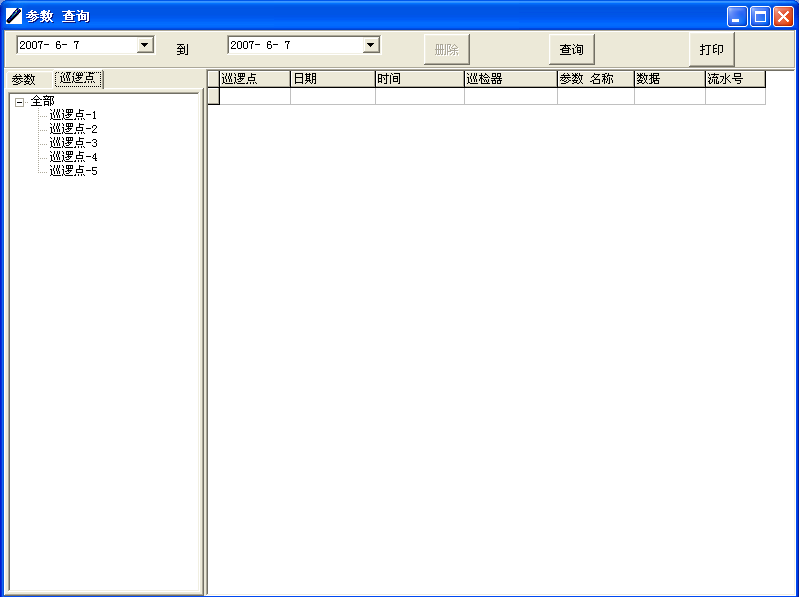 参数 查询
2007- 6- 7 到 2007- 6- 7 删除 查询 打印
参数 巡逻点
全部
巡逻点-1
巡逻点-2
巡逻点-3
巡逻点-4
巡逻点-5
巡逻点 日期 时间 巡检器 参数 名称 数据 流水号